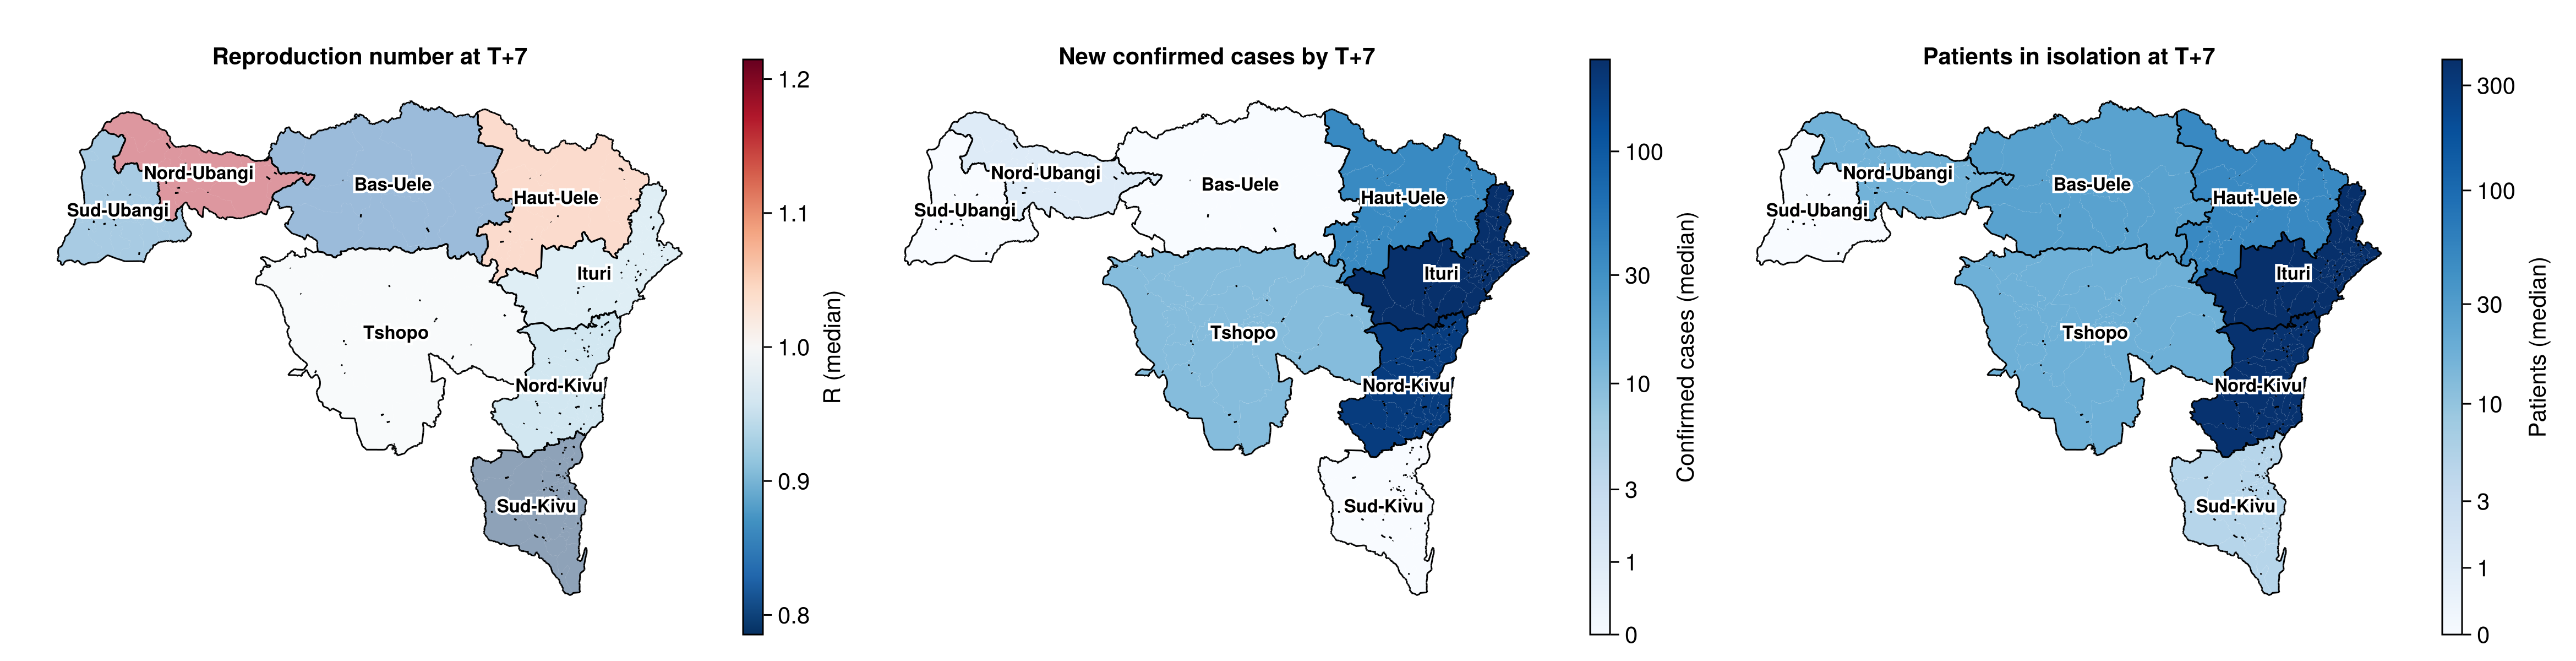 Reproduction number at T+7
Nord-Ubangi
Sud-Ubangi
Bas-Uele
Haut-Uele
Ituri
Tshopo
Nord-Kivu
Sud-Kivu
1.2
1.1
1.0
0.9
0.8
R (median)
New confirmed cases by T+7
Nord-Ubangi
Sud-Ubangi
Bas-Uele
Haut-Uele
Ituri
Tshopo
Nord-Kivu
Sud-Kivu
100
30
10
3
1
0
Confirmed cases (median)
Patients in isolation at T+7
Nord-Ubangi
Sud-Ubangi
Bas-Uele
Haut-Uele
Ituri
Tshopo
Nord-Kivu
Sud-Kivu
300
100
30
10
3
1
0
Patients (median)